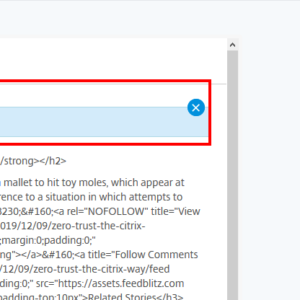 /strong></h2>
mallet to hit toy moles, which appear at
rence to a situation in which attempts to
8230;&#160;<a rel="NOFOLLOW" title="View
019/12/09/zero-trust-the-citrix-
;margin:0;padding:0;"
ng"></a>&#160;<a title="Follow Comments
/12/09/zero-trust-the-citrix-way/feed
ding:0;" src="https://assets.feedblitz.com
padding-top:10px">Related Stories</h3>